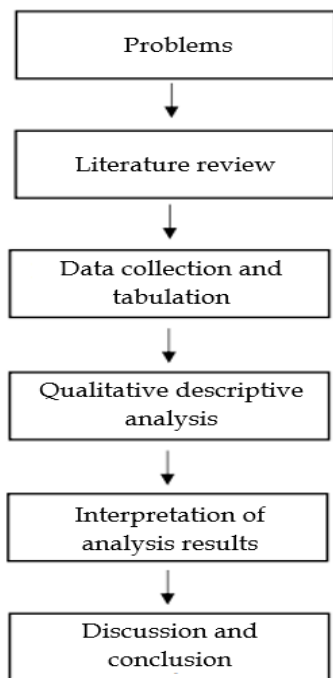 Problems
Literature review
Data collection and
tabulation
Qualitative descriptive
analysis
Interpretation of
analysis results
Discussion and
conclusion